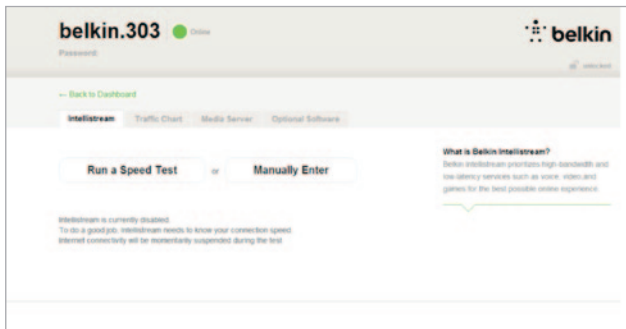 belkin.303 Online
belkin
Password:
unlocked
← Back to Dashboard
Intellistream Traffic Chart Media Server Optional Software
Run a Speed Test or Manually Enter
What is Belkin Intellistream?
Belkin Intellistream prioritizes high-bandwidth and
low-latency services such as voice, video and
games for the best possible online experience.
Intellistream is currently disabled.
To do a good job, Intellistream needs to know your connection speed.
Internet connectivity will be momentarily suspended during the test